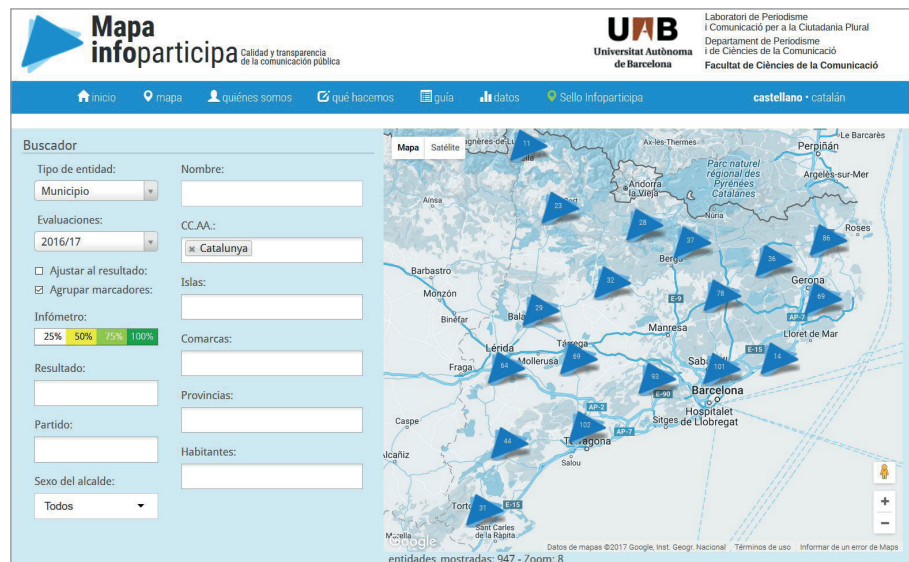 Mapa
infoparticipa Calidad y transparencia
de la comunicación pública
UAB
Universitat Autònoma
de Barcelona
Laboratori de Periodisme
i Comunicació per a la Ciutadania Plural
Departament de Periodisme
i de Ciències de la Comunicació
Facultat de Ciències de la Comunicació
inicio mapa quiénes somos qué hacemos guía datos Sello Infoparticipa castellano · catalán
Buscador
Tipo de entidad:
Municipio
Evaluaciones:
2016/17
Ajustar al resultado:
Agrupar marcadores:
Infómetro:
25% 50% 75% 100%
Resultado:
Partido:
Sexo del alcalde:
Todos
Nombre:
CC.AA.:
× Catalunya
Islas:
Comarcas:
Provincias:
Habitantes:
Mapa Satélite
11
Ax-les-Thermes
Le Barcarès
Perpiñán
Parc naturel
régional des
Pyrénées
Catalanes
Argelès-sur-Mer
Andorra
la Vieja
Aínsa
23
28
Núria
Roses
37
86
36
Barbastro
32
Gerona
Monzón
78
69
E-9
29
Binéfar
Manresa
AP-7
Lloret de Mar
Lérida
Tárrega
E-15
Fraga
64
Mollerusa
69
101
14
93
Barcelona
E-90
Hospitalet
de Llobregat
AP-2
Sitges
Caspe
102
AP-7
44
Salou
31
E-15
Sant Carles
de la Ràpita
Google
Datos de mapas ©2017 Google, Inst. Geogr. Nacional Términos de uso Informar de un error de Maps
entidades mostradas: 947 - Zoom: 8